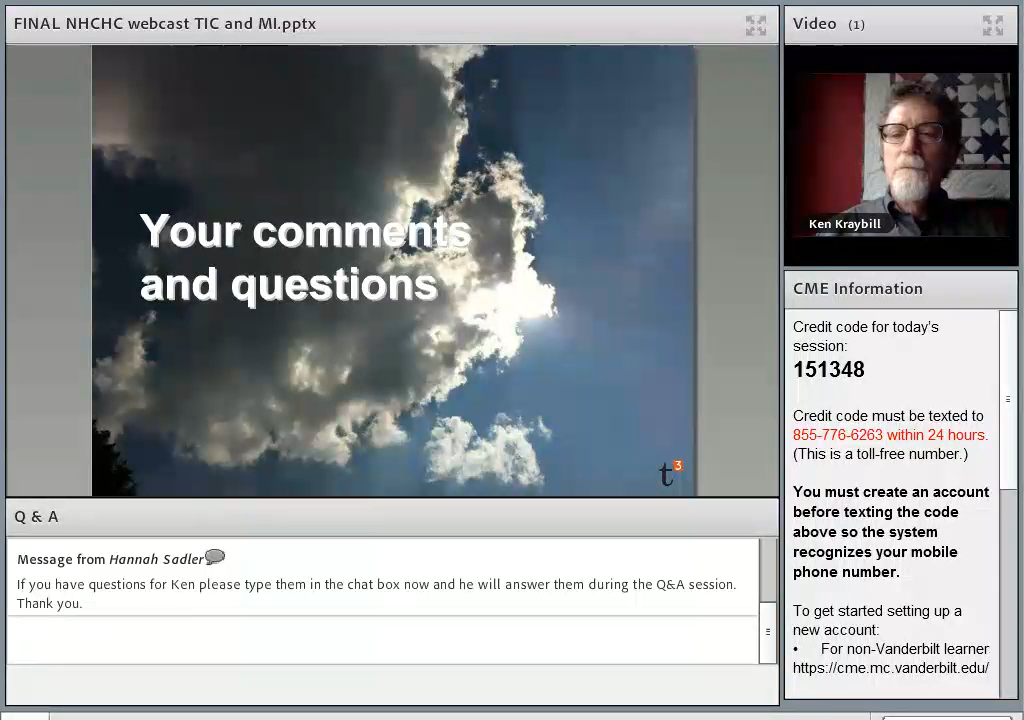 FINAL NHCHC webcast TIC and MI.pptx
Your comments
and questions
t3
Q & A
Message from Hannah Sadler
If you have questions for Ken please type them in the chat box now and he will answer them during the Q&A session.
Thank you.
Video (1)
Ken Kraybill
CME Information
Credit code for today's
session:
151348
Credit code must be texted to
855-776-6263 within 24 hours.
(This is a toll-free number.)
You must create an account
before texting the code
above so the system
recognizes your mobile
phone number.
To get started setting up a
new account:
• For non-Vanderbilt learner
https://cme.mc.vanderbilt.edu/